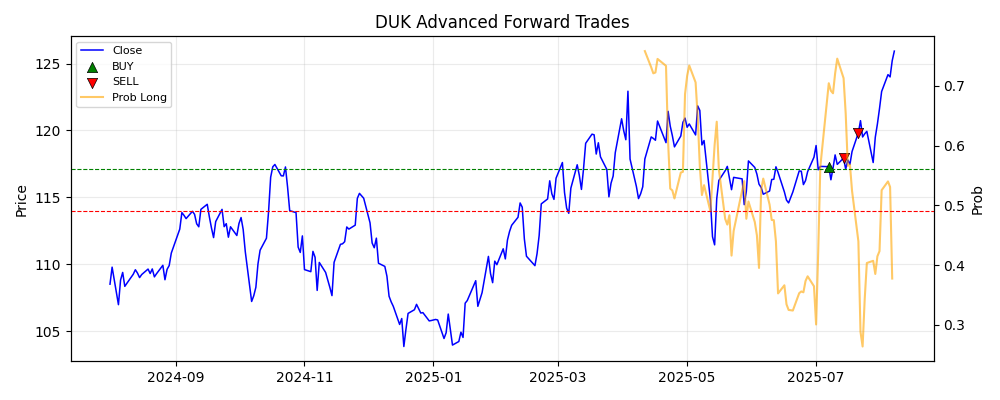 DUK Advanced Forward Trades
Close
BUY
SELL
Prob Long
Price
125
120
115
110
105
Prob
0.7
0.6
0.5
0.4
0.3
2024-09
2024-11
2025-01
2025-03
2025-05
2025-07